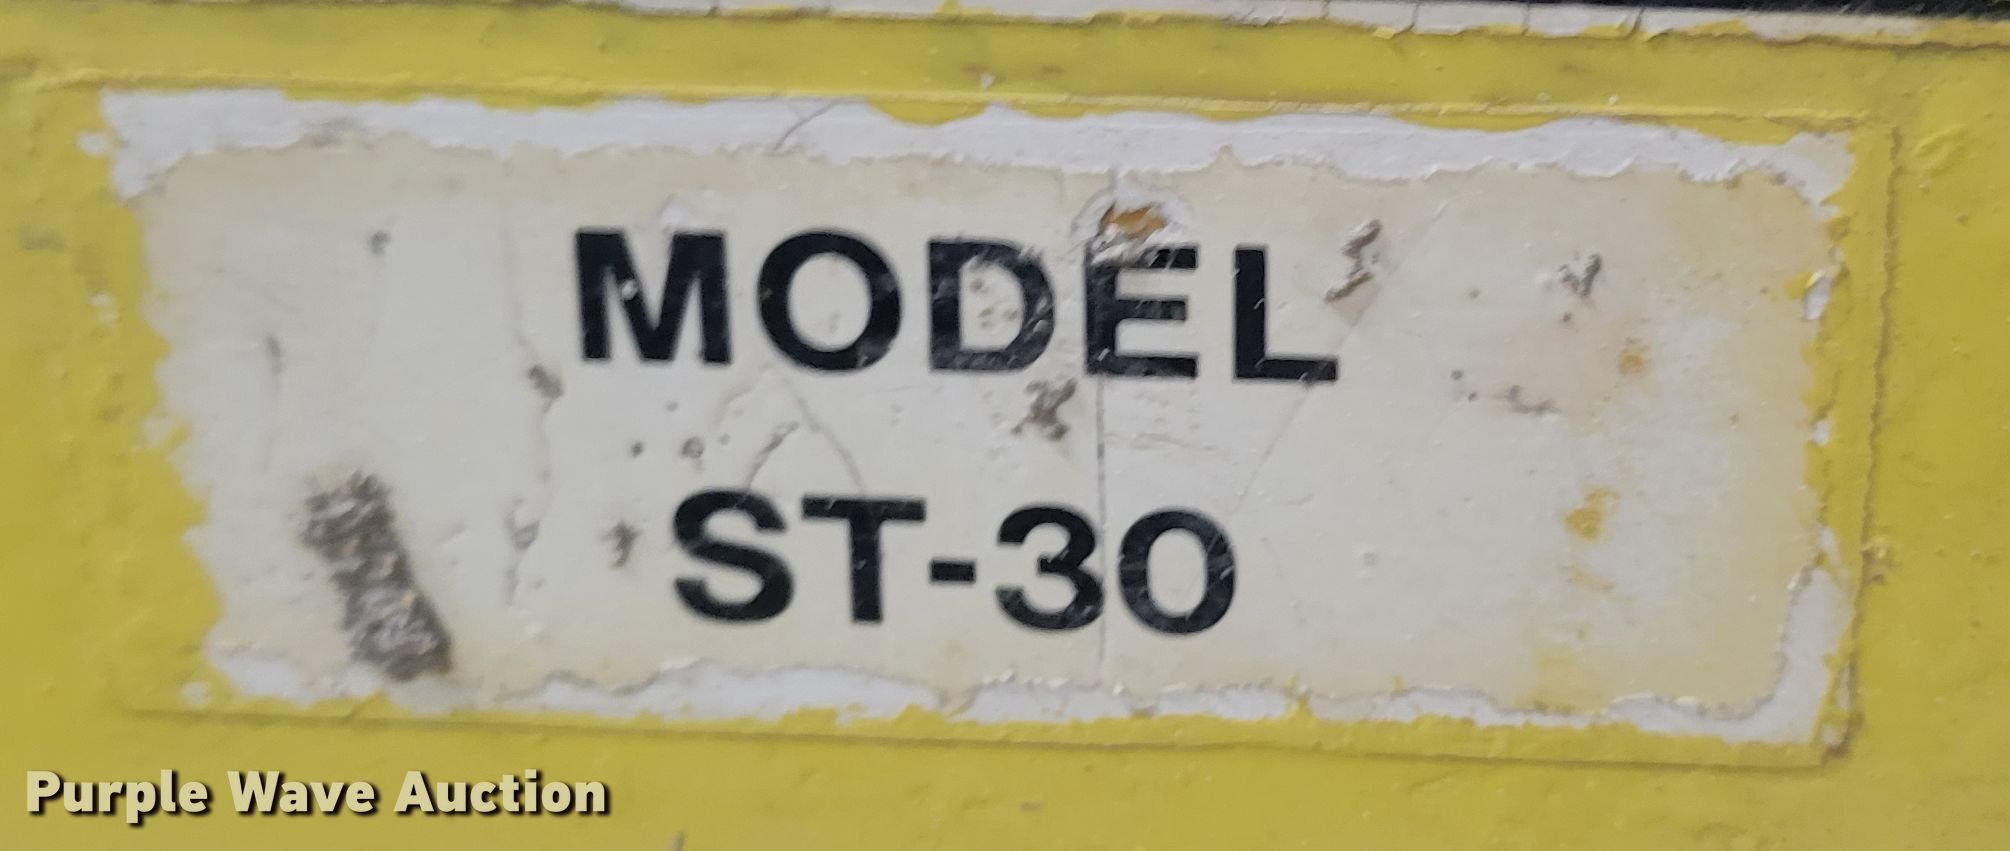 MODEL
ST-30
Purple Wave Auction